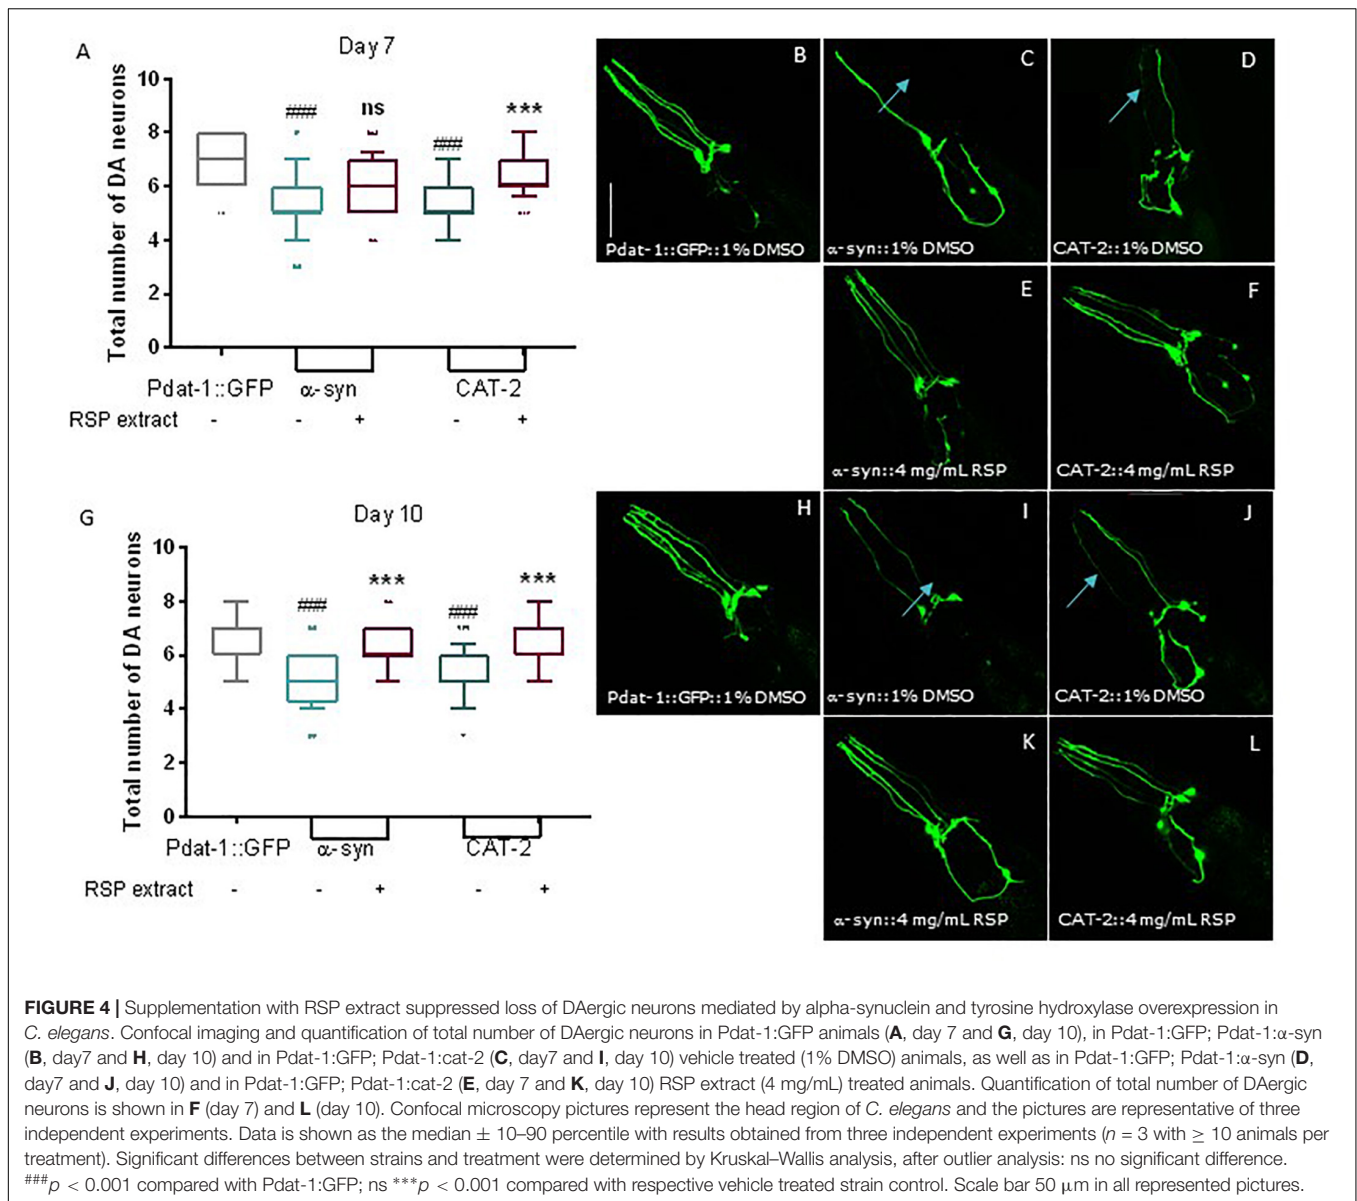 A
Day 7
B
C
D
Total number of DA neurons
10
8
6
4
2
0
###
ns
###
***
Pdat-1::GFP
α-syn
CAT-2
RSP extract - - + - +
Pdat-1::GFP::1% DMSO
α-syn::1% DMSO
CAT-2::1% DMSO
E
F
α-syn::4 mg/mL RSP
CAT-2::4 mg/mL RSP
G
Day 10
H
I
J
Total number of DA neurons
10
8
6
4
2
0
###
***
###
***
Pdat-1::GFP
α-syn
CAT-2
RSP extract - - + - +
Pdat-1::GFP::1% DMSO
α-syn::1% DMSO
CAT-2::1% DMSO
K
L
α-syn::4 mg/mL RSP
CAT-2::4 mg/mL RSP
FIGURE 4 | Supplementation with RSP extract suppressed loss of DAergic neurons mediated by alpha-synuclein and tyrosine hydroxylase overexpression in
C. elegans. Confocal imaging and quantification of total number of DAergic neurons in Pdat-1:GFP animals (A, day 7 and G, day 10), in Pdat-1:GFP; Pdat-1:α-syn
(B, day7 and H, day 10) and in Pdat-1:GFP; Pdat-1:cat-2 (C, day7 and I, day 10) vehicle treated (1% DMSO) animals, as well as in Pdat-1:GFP; Pdat-1:α-syn (D,
day7 and J, day 10) and in Pdat-1:GFP; Pdat-1:cat-2 (E, day 7 and K, day 10) RSP extract (4 mg/mL) treated animals. Quantification of total number of DAergic
neurons is shown in F (day 7) and L (day 10). Confocal microscopy pictures represent the head region of C. elegans and the pictures are representative of three
independent experiments. Data is shown as the median ± 10–90 percentile with results obtained from three independent experiments (n = 3 with ≥ 10 animals per
treatment). Significant differences between strains and treatment were determined by Kruskal–Wallis analysis, after outlier analysis: ns no significant difference.
###p < 0.001 compared with Pdat-1:GFP; ns ***p < 0.001 compared with respective vehicle treated strain control. Scale bar 50 μm in all represented pictures.